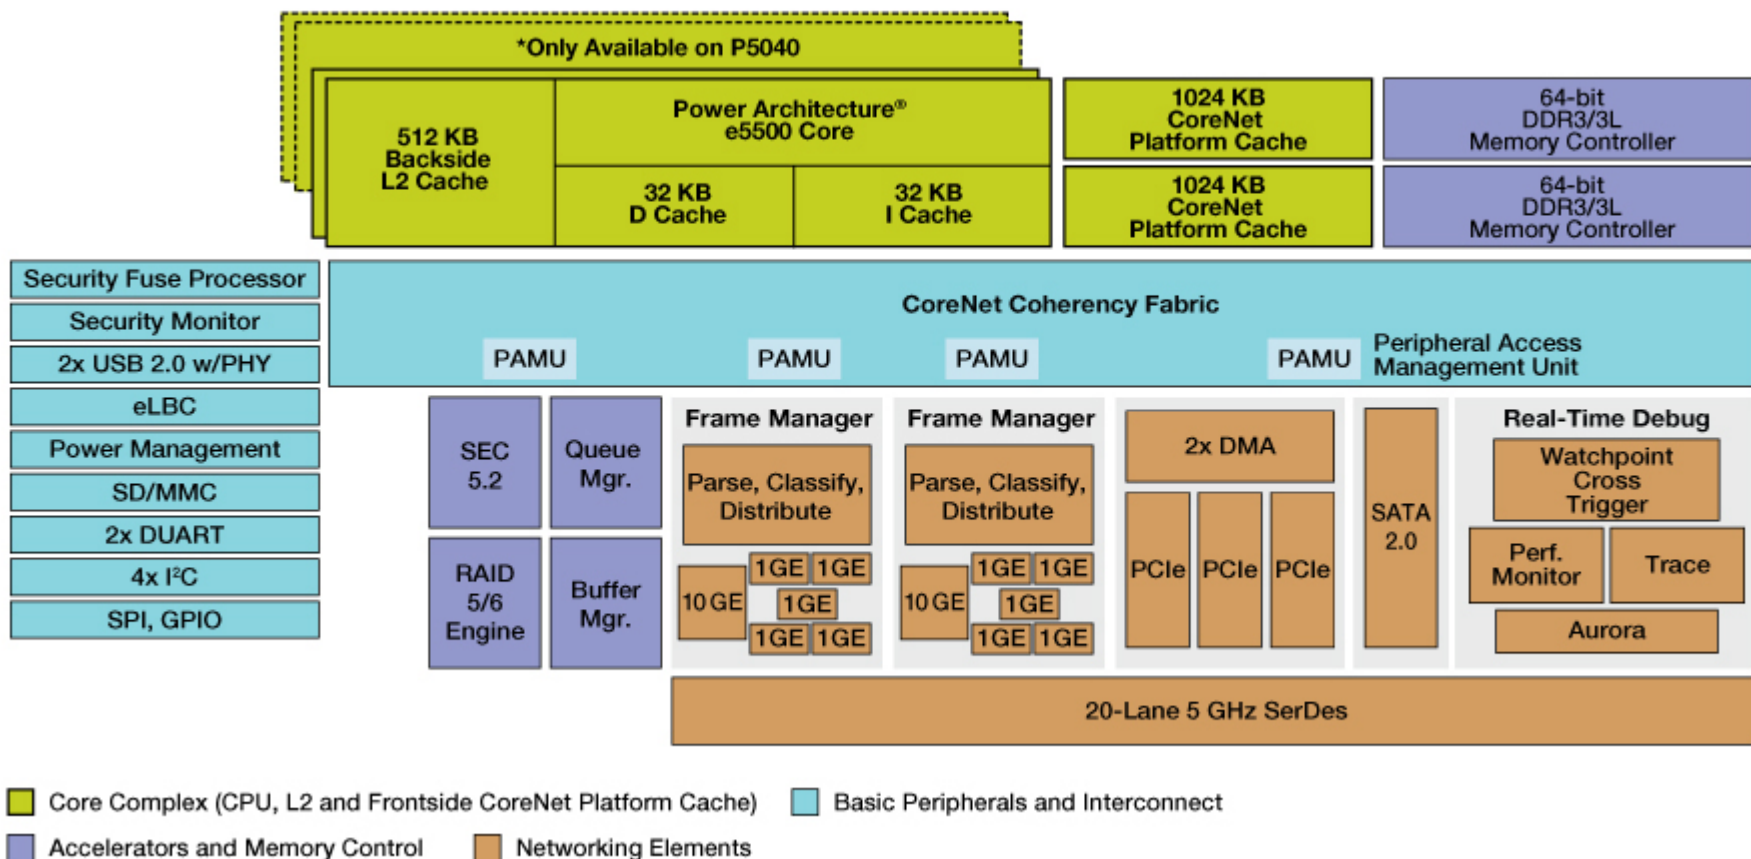 *Only Available on P5040
512 KB
Backside
L2 Cache
Power Architecture®
e5500 Core
32 KB
D Cache
32 KB
I Cache
1024 KB
CoreNet
Platform Cache
1024 KB
CoreNet
Platform Cache
64-bit
DDR3/3L
Memory Controller
64-bit
DDR3/3L
Memory Controller
Security Fuse Processor
Security Monitor
2x USB 2.0 w/PHY
eLBC
Power Management
SD/MMC
2x DUART
4x I²C
SPI, GPIO
CoreNet Coherency Fabric
PAMU
PAMU
PAMU
PAMU
Peripheral Access
Management Unit
SEC
5.2
Queue
Mgr.
RAID
5/6
Engine
Buffer
Mgr.
Frame Manager
Parse, Classify,
Distribute
10 GE
1GE 1GE
1GE
1GE 1GE
Frame Manager
Parse, Classify,
Distribute
10 GE
1GE 1GE
1GE
1GE 1GE
2x DMA
PCIe PCIe PCIe
SATA
2.0
Real-Time Debug
Watchpoint
Cross
Trigger
Perf.
Monitor
Trace
Aurora
20-Lane 5 GHz SerDes
Core Complex (CPU, L2 and Frontside CoreNet Platform Cache)
Basic Peripherals and Interconnect
Accelerators and Memory Control
Networking Elements